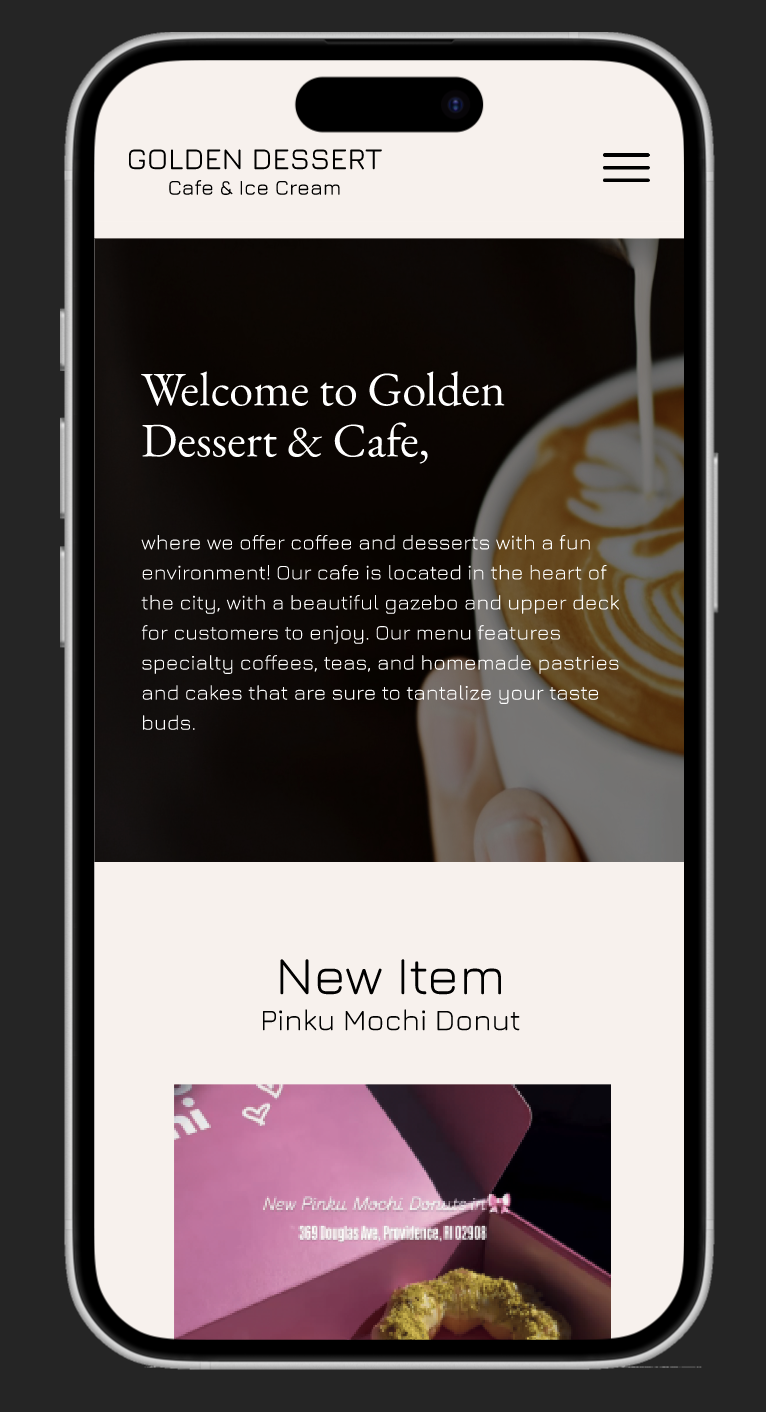 GOLDEN DESSERT
Cafe & Ice Cream
Welcome to Golden
Dessert & Cafe,
where we offer coffee and desserts with a fun
environment! Our cafe is located in the heart of
the city, with a beautiful gazebo and upper deck
for customers to enjoy. Our menu features
specialty coffees, teas, and homemade pastries
and cakes that are sure to tantalize your taste
buds.
New Item
Pinku Mochi Donut
hi
New Pinku Mochi Donuts in
369 Douglas Ave, Providence, RI 02908